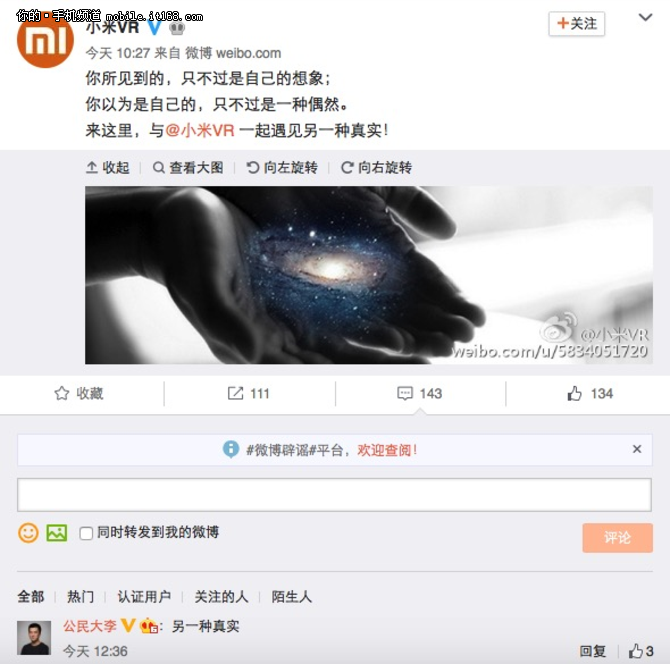 你的·手机频道 mobile.it168.com
小米VR
+关注
今天 10:27 来自 微博 weibo.com
你所见到的，只不过是自己的想象；
你以为是自己的，只不过是一种偶然。
来这里，与@小米VR 一起遇见另一种真实！
收起 查看大图 向左旋转 向右旋转
@小米VR
weibo.com/u/5834051720
收藏 111 143 134
#微博辟谣#平台，欢迎查阅！
同时转发到我的微博
评论
全部 热门 认证用户 关注的人 陌生人
公民大李：另一种真实
今天 12:36
回复 3